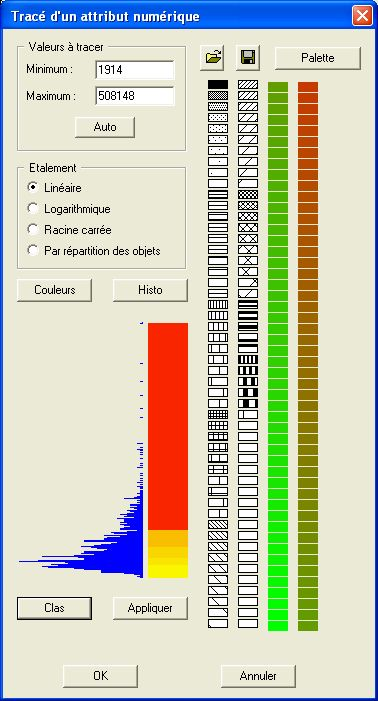 Tracé d'un attribut numérique
Valeurs à tracer
Palette
Minimum : 1914
Maximum : 508148
Auto
Etalement
Linéaire
Logarithmique
Racine carrée
Par répartition des objets
Couleurs Histo
Clas Appliquer
OK Annuler